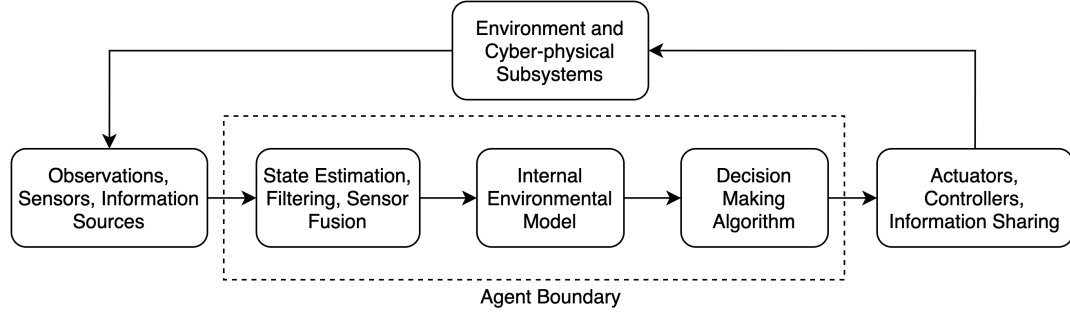 Environment and
Cyber-physical
Subsystems
Observations,
Sensors, Information
Sources
State Estimation,
Filtering, Sensor
Fusion
Internal
Environmental
Model
Decision
Making
Algorithm
Actuators,
Controllers,
Information Sharing
Agent Boundary